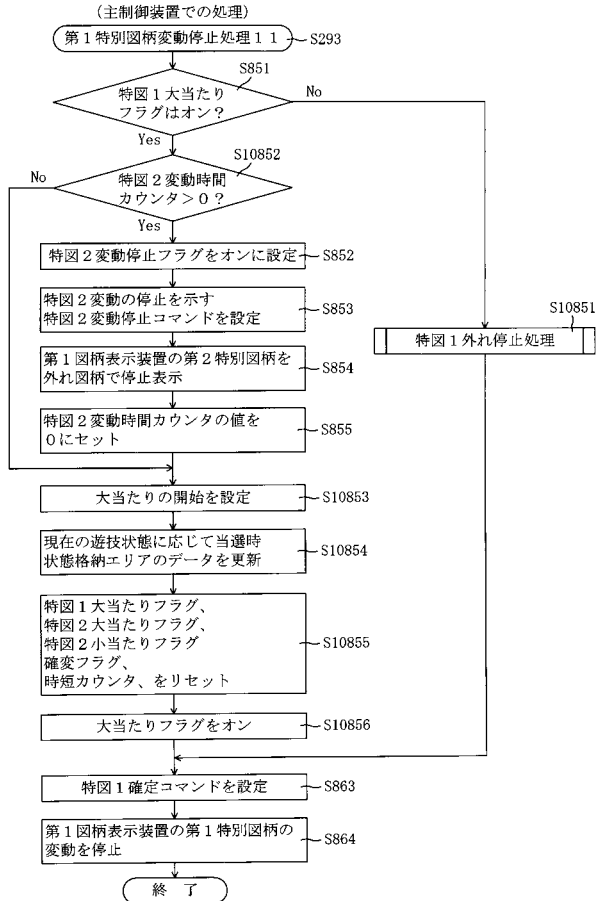 (主制御装置での処理)
第1特別図柄変動停止処理11
S293
S851
特図1大当たり
フラグはオン?
No
Yes
S10852
特図2変動時間
カウンタ>0?
No
Yes
特図2変動停止フラグをオンに設定
S852
特図2変動の停止を示す
特図2変動停止コマンドを設定
S853
S10851
特図1外れ停止処理
第1図柄表示装置の第2特別図柄を
外れ図柄で停止表示
S854
特図2変動時間カウンタの値を
0にセット
S855
大当たりの開始を設定
S10853
現在の遊技状態に応じて当選時
状態格納エリアのデータを更新
S10854
特図1大当たりフラグ、
特図2大当たりフラグ、
特図2小当たりフラグ
確変フラグ、
時短カウンタ、をリセット
S10855
大当たりフラグをオン
S10856
特図1確定コマンドを設定
S863
第1図柄表示装置の第1特別図柄の
変動を停止
S864
終 了